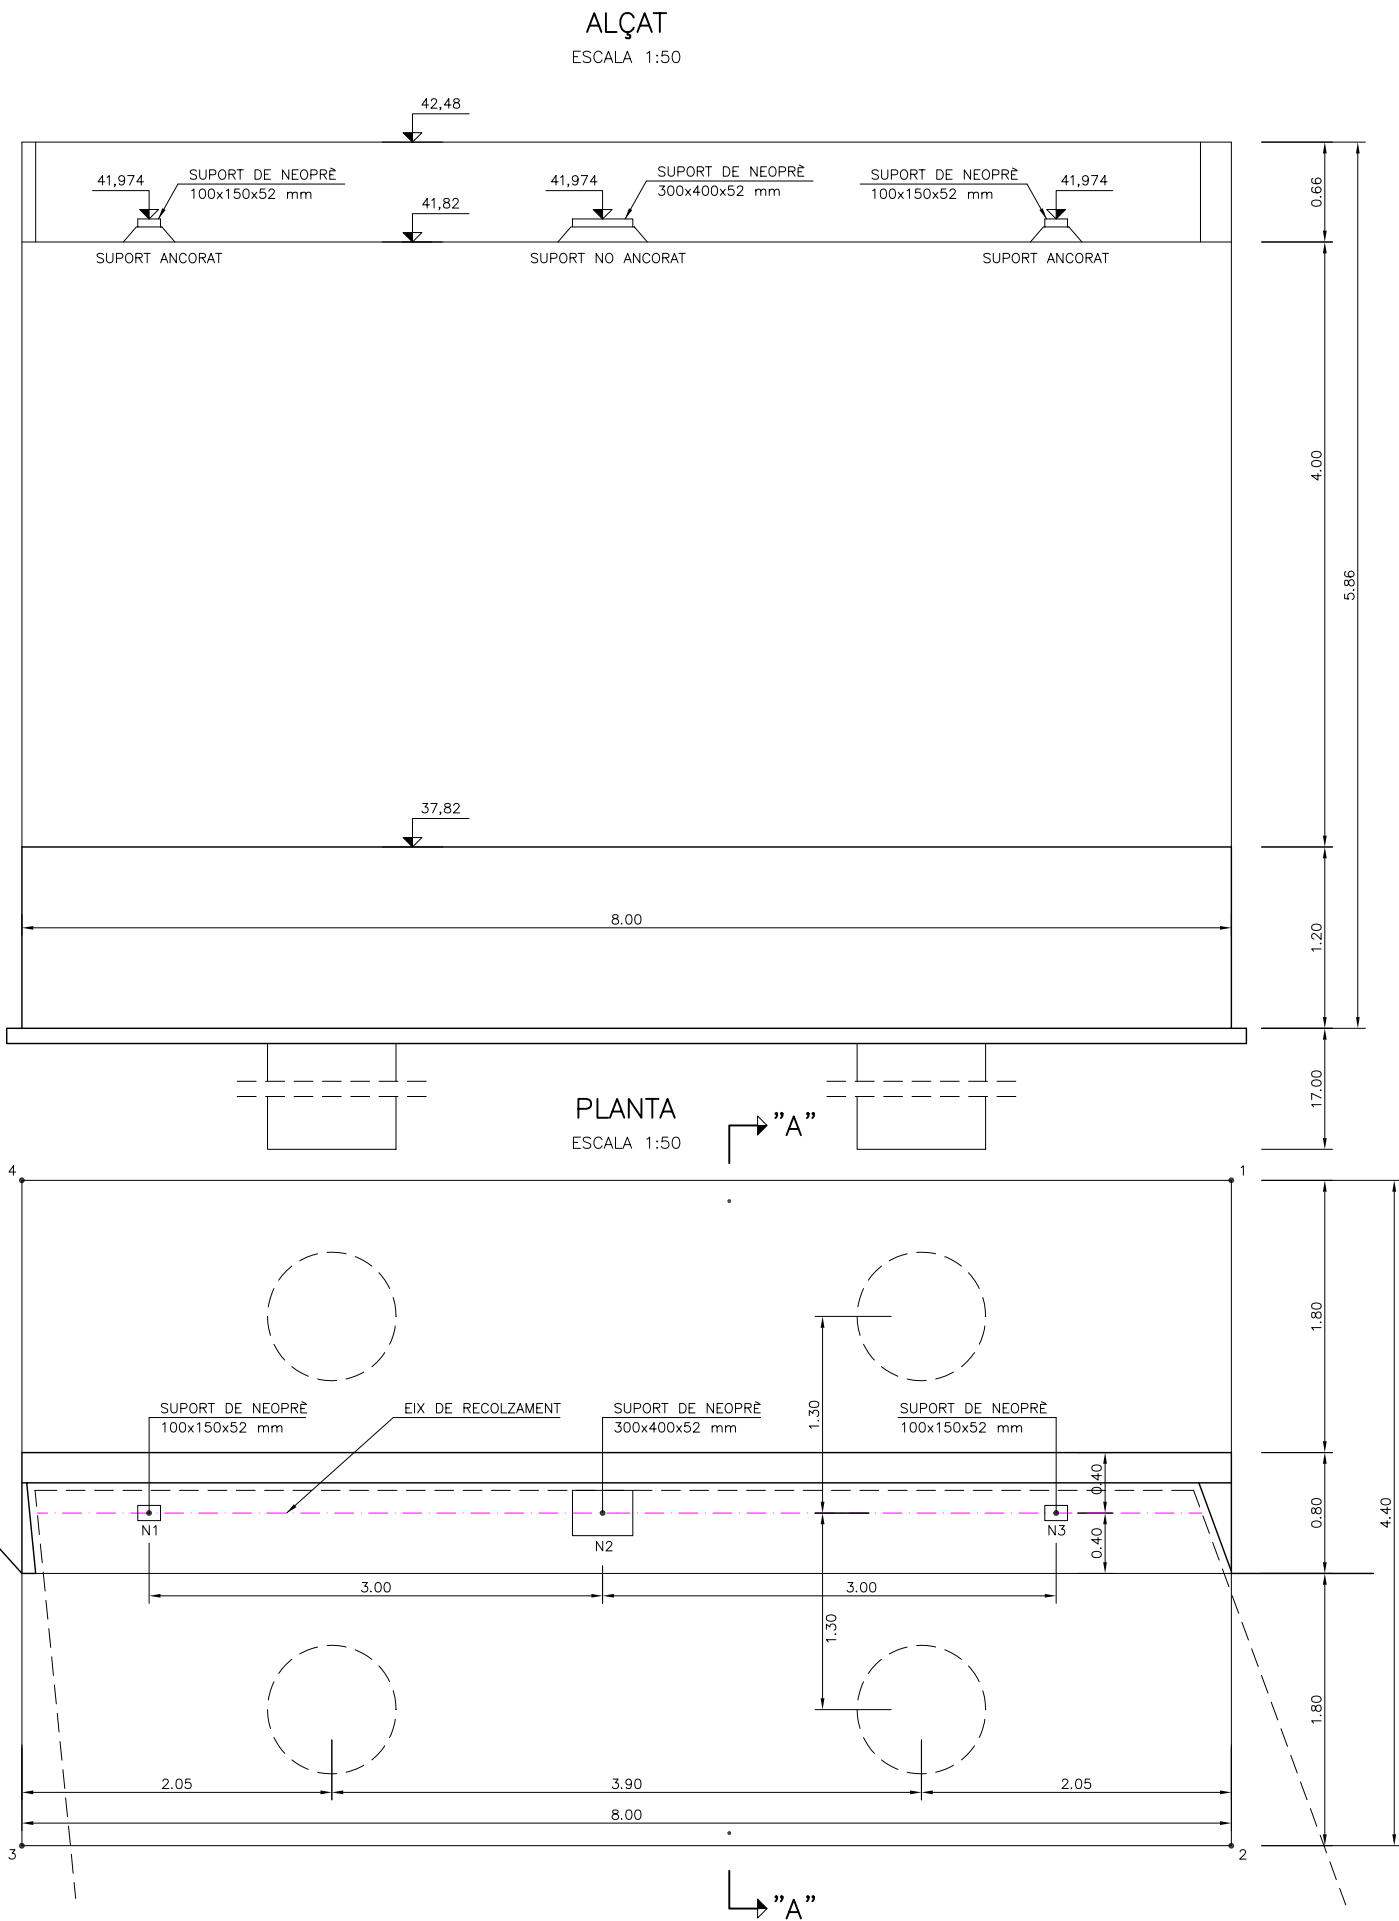 ALÇAT
ESCALA 1:50
42,48
41,974
SUPORT DE NEOPRÈ
100x150x52 mm
41,82
41,974
SUPORT DE NEOPRÈ
300x400x52 mm
SUPORT DE NEOPRÈ
100x150x52 mm
41,974
0.66
SUPORT ANCORAT
SUPORT NO ANCORAT
SUPORT ANCORAT
4.00
5.86
37,82
8.00
1.20
17.00
PLANTA
ESCALA 1:50
"A"
4
1
1.80
SUPORT DE NEOPRÈ
100x150x52 mm
EIX DE RECOLZAMENT
SUPORT DE NEOPRÈ
300x400x52 mm
1.30
SUPORT DE NEOPRÈ
100x150x52 mm
0.40
0.80
4.40
N1
N2
N3
0.40
3.00
3.00
1.30
1.80
2.05
3.90
2.05
8.00
3
2
"A"